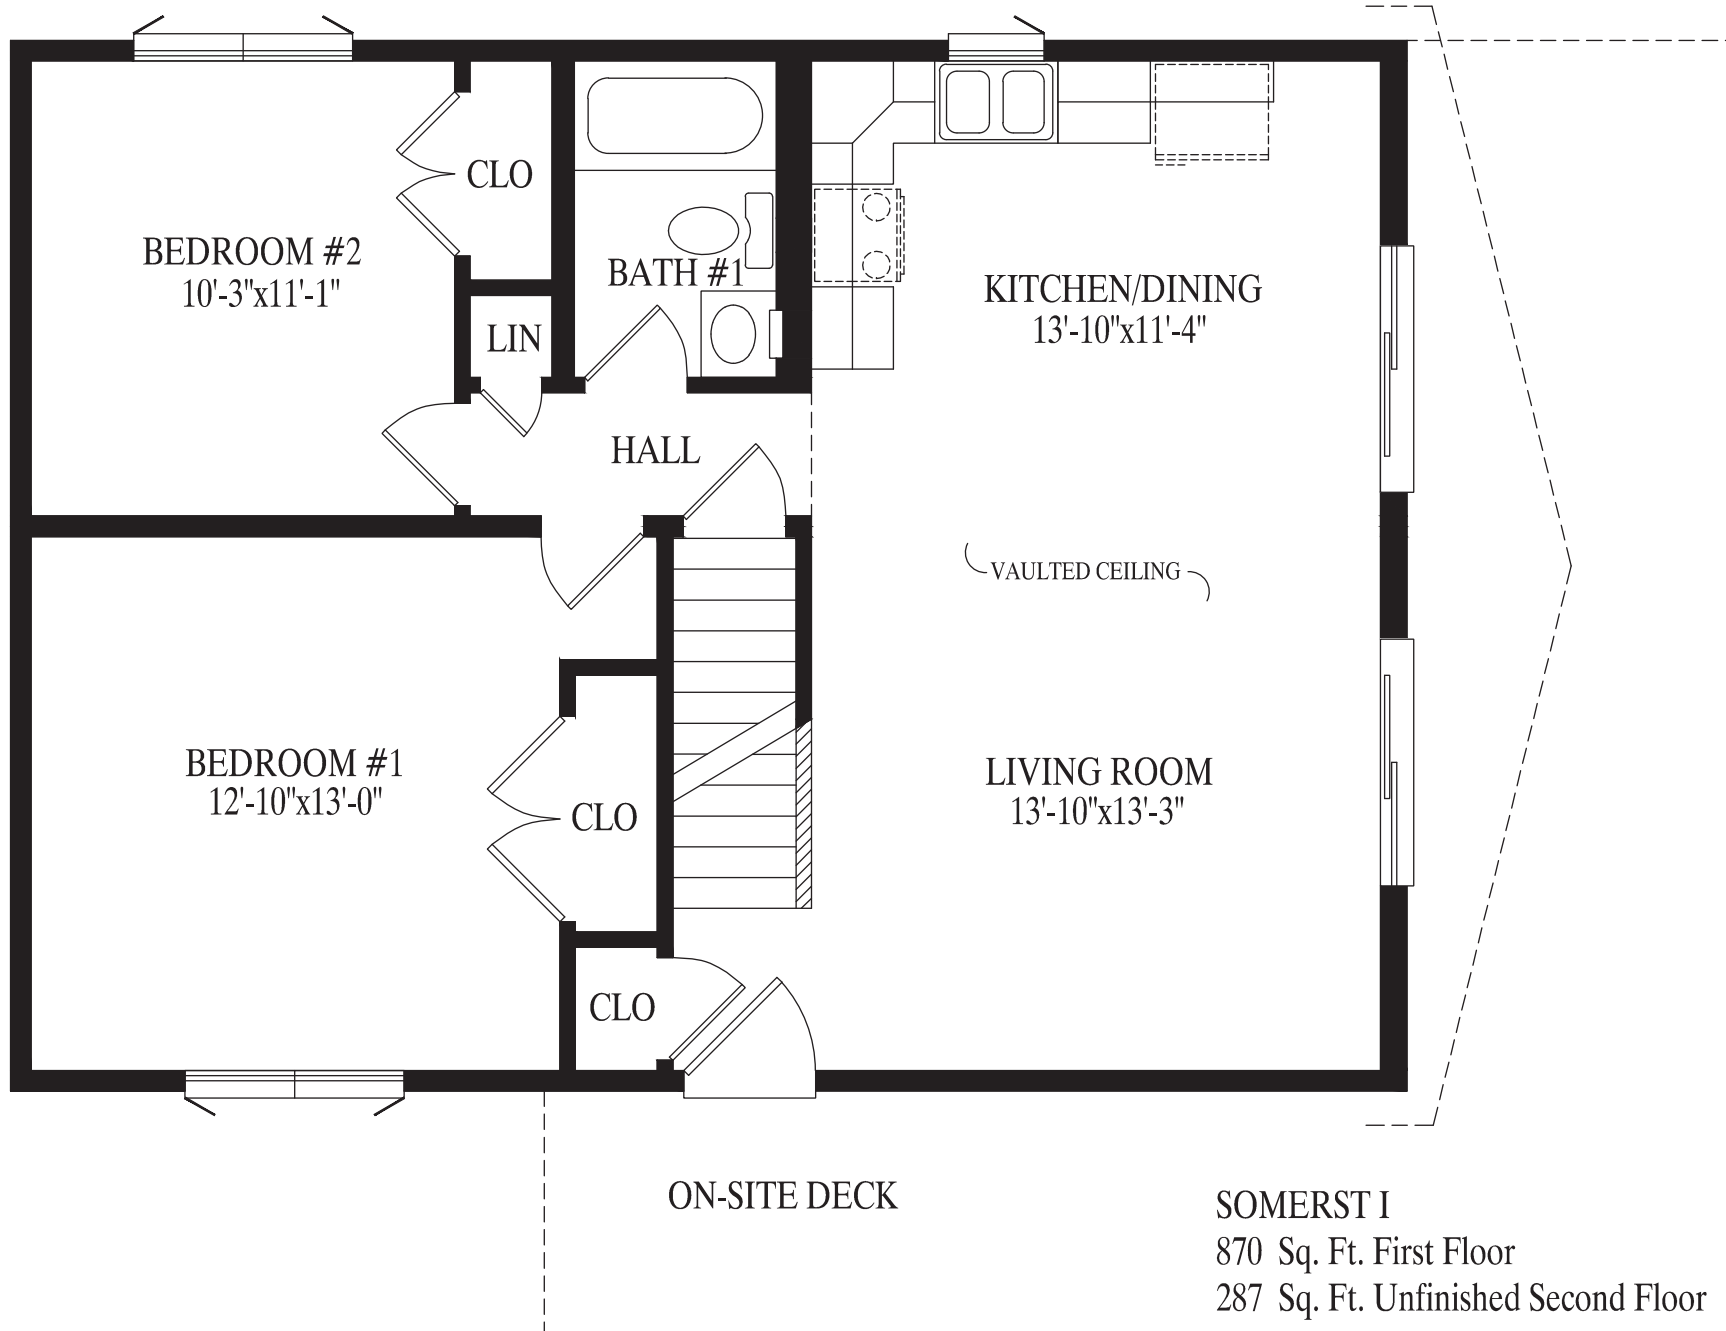 CLO
BEDROOM #2
10'-3"x11'-1"
BATH #1
LIN
KITCHEN/DINING
13'-10"x11'-4"
HALL
VAULTED CEILING
BEDROOM #1
12'-10"x13'-0"
CLO
LIVING ROOM
13'-10"x13'-3"
CLO
ON-SITE DECK
SOMERST I
870 Sq. Ft. First Floor
287 Sq. Ft. Unfinished Second Floor